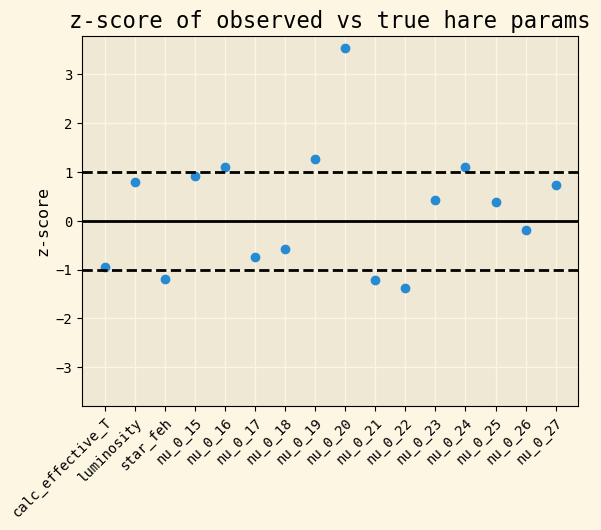 z-score of observed vs true hare params
z-score
3
2
1
0
−1
−2
−3
calc_effective_T
luminosity
star_feh
nu_0_15
nu_0_16
nu_0_17
nu_0_18
nu_0_19
nu_0_20
nu_0_21
nu_0_22
nu_0_23
nu_0_24
nu_0_25
nu_0_26
nu_0_27